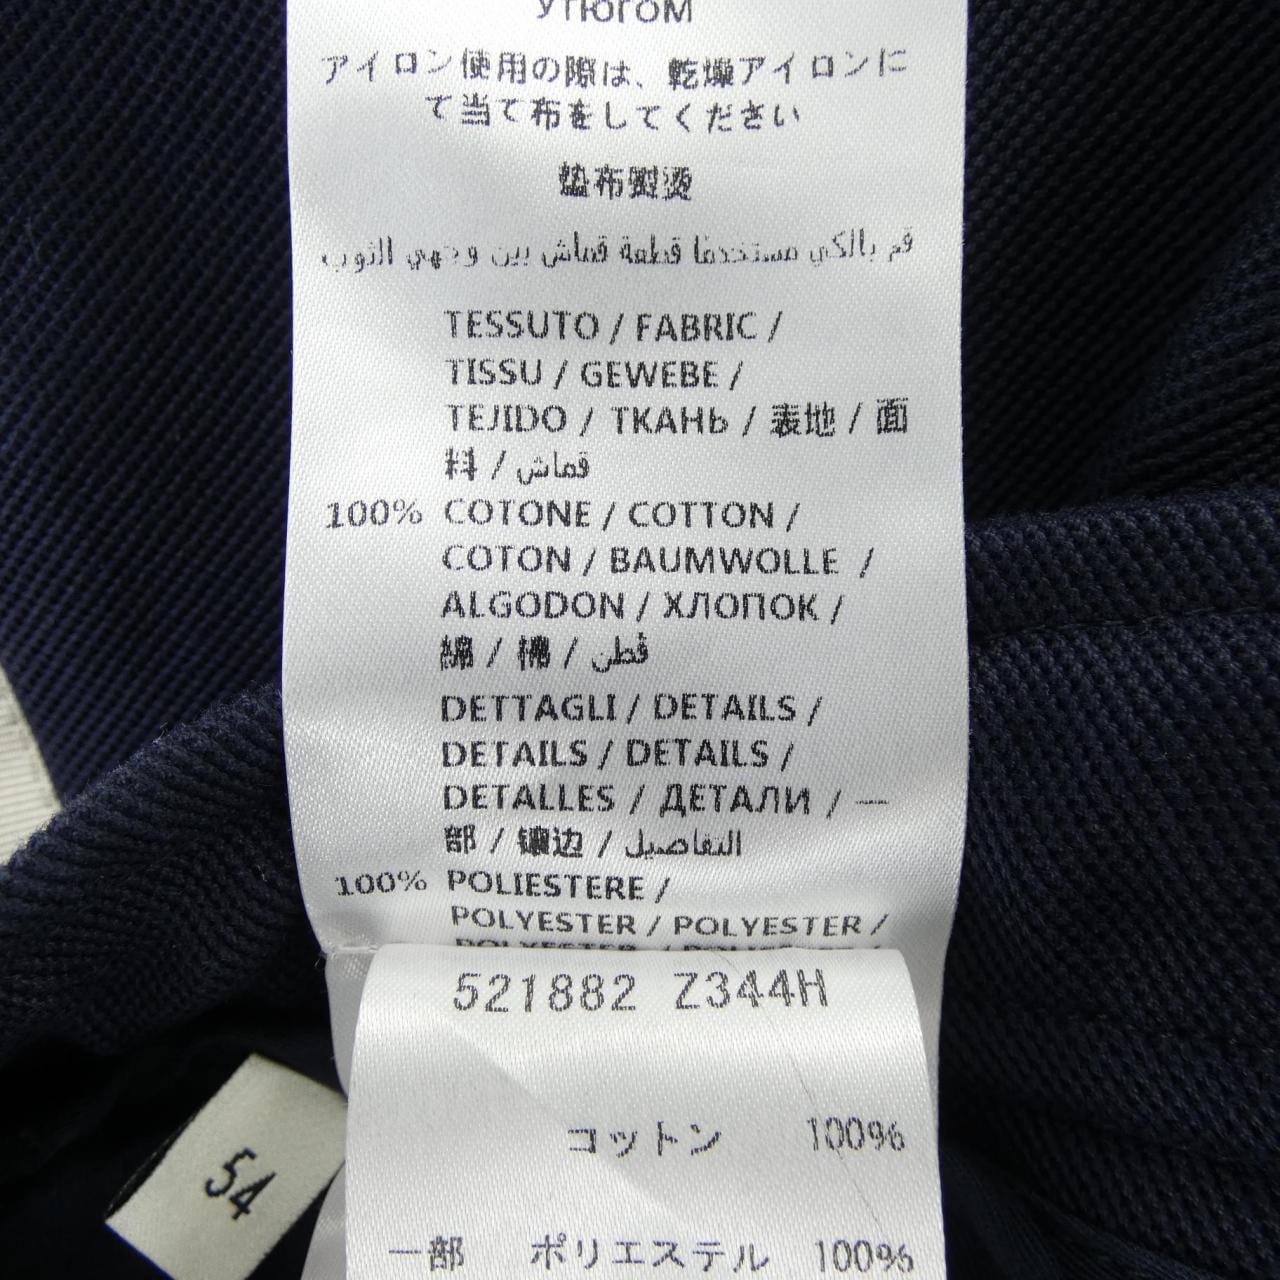 утюгом
アイロン使用の際は、乾燥アイロンに
て当て布をしてください
垫布熨烫
قم بالكي مستخدمًا قطعة قماش بين وجهي الثوب
TESSUTO / FABRIC /
TISSU / GEWEBE /
TEJIDO / ТКАНЬ / 表地 / 面
料 / قماش
100% COTONE / COTTON /
COTON / BAUMWOLLE /
ALGODON / ХЛОПОК /
綿 / 棉 / قطن
DETTAGLI / DETAILS /
DETAILS / DETAILS /
DETALLES / ДЕТАЛИ / 一
部 / 镶边 / التفاصيل
100% POLIESTERE /
POLYESTER / POLYESTER /
521882 Z344H
コットン 100%
一部 ポリエステル 100%
54